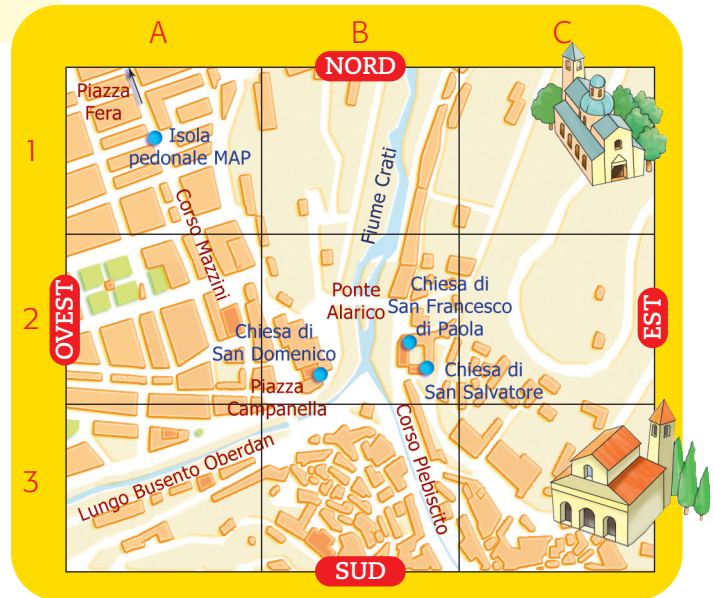 A
B
C
NORD
1
Piazza
Fera
Isola
pedonale MAP
Corso Mazzini
Fiume Crati
OVEST
2
Ponte
Alarico
Chiesa di
San Francesco
di Paola
EST
Chiesa di
San Domenico
Chiesa di
San Salvatore
Piazza
Campanella
3
Lungo Busento Oberdan
Corso Plebiscito
SUD